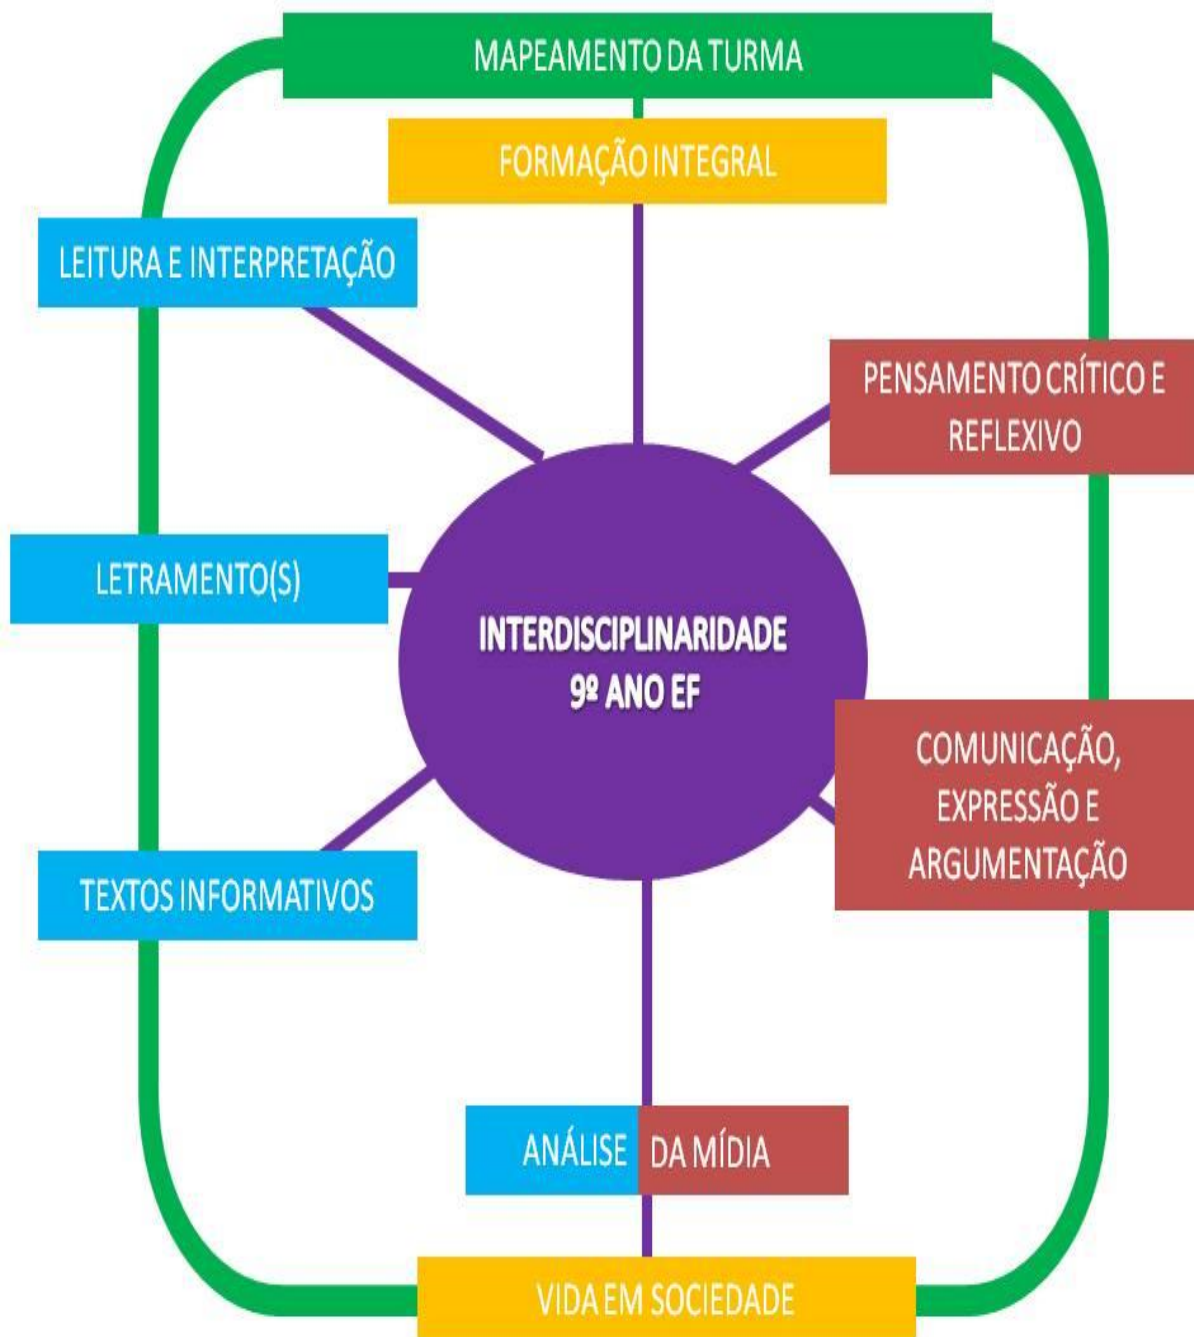 MAPEAMENTO DA TURMA
FORMAÇÃO INTEGRAL
LEITURA E INTERPRETAÇÃO
PENSAMENTO CRÍTICO E
REFLEXIVO
LETRAMENTO(S)
INTERDISCIPLINARIDADE
9º ANO EF
COMUNICAÇÃO,
EXPRESSÃO E
ARGUMENTAÇÃO
TEXTOS INFORMATIVOS
ANÁLISE DA MÍDIA
VIDA EM SOCIEDADE